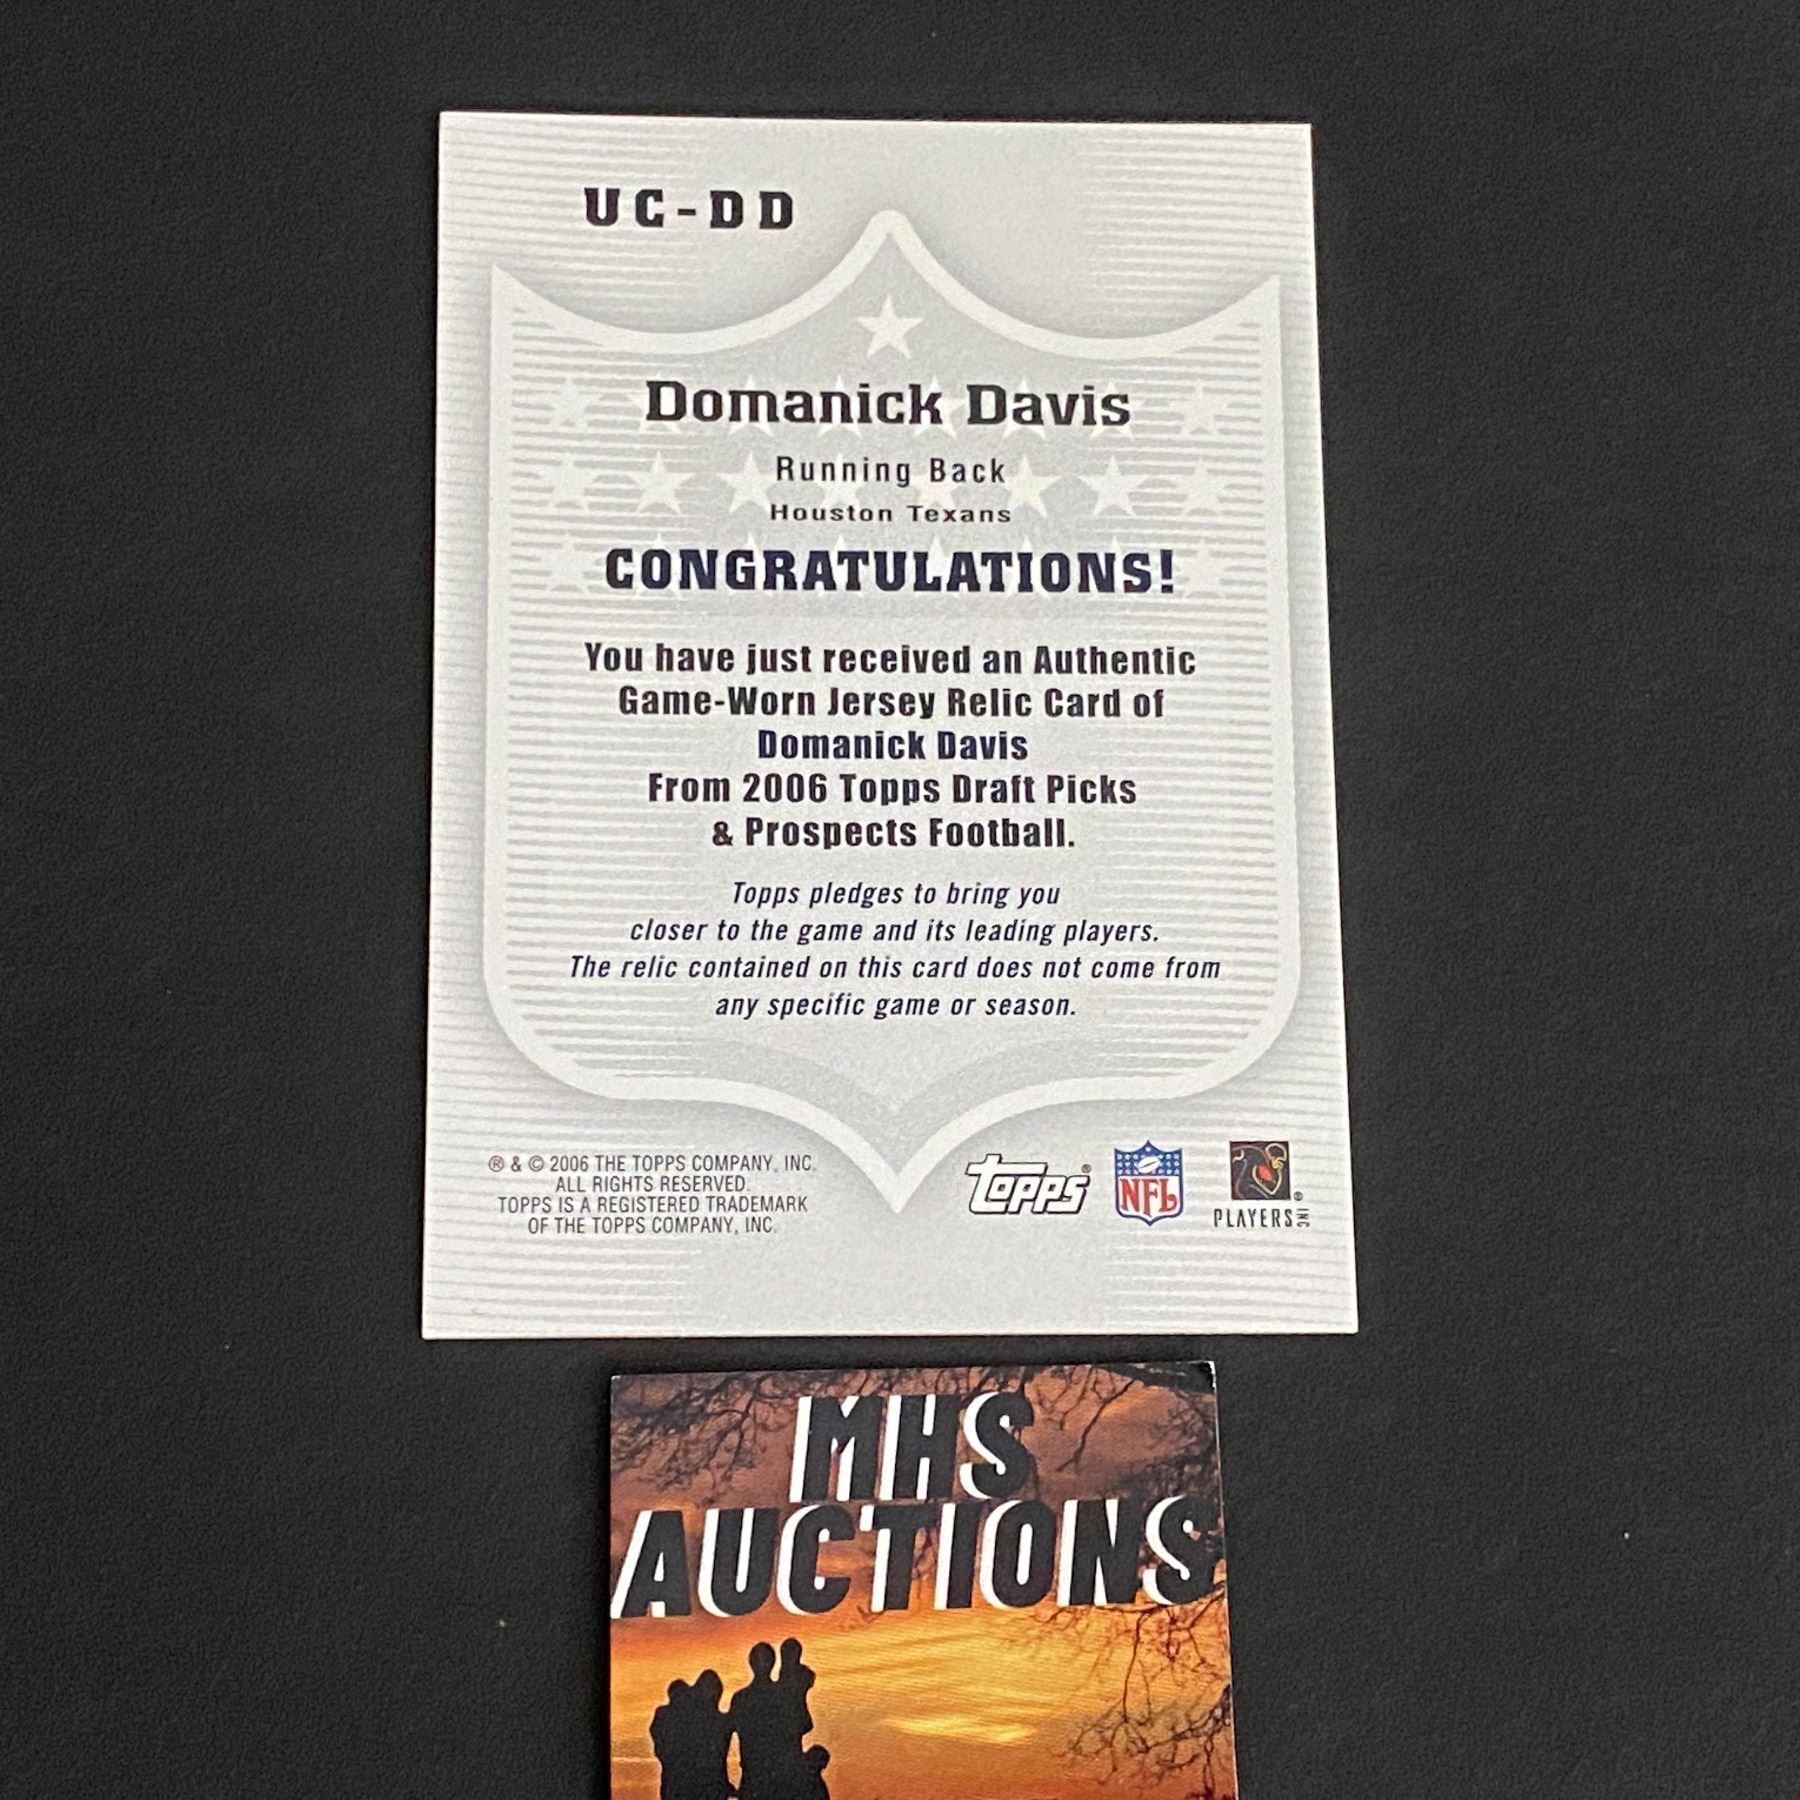 UC-DD
Domanick Davis
Running Back
Houston Texans
CONGRATULATIONS!
You have just received an Authentic
Game-Worn Jersey Relic Card of
Domanick Davis
From 2006 Topps Draft Picks
& Prospects Football.
Topps pledges to bring you
closer to the game and its leading players.
The relic contained on this card does not come from
any specific game or season.
® & © 2006 THE TOPPS COMPANY, INC.
ALL RIGHTS RESERVED.
TOPPS IS A REGISTERED TRADEMARK
OF THE TOPPS COMPANY, INC.
topps®
NFL
PLAYERS INC®
MHS
AUCTIONS